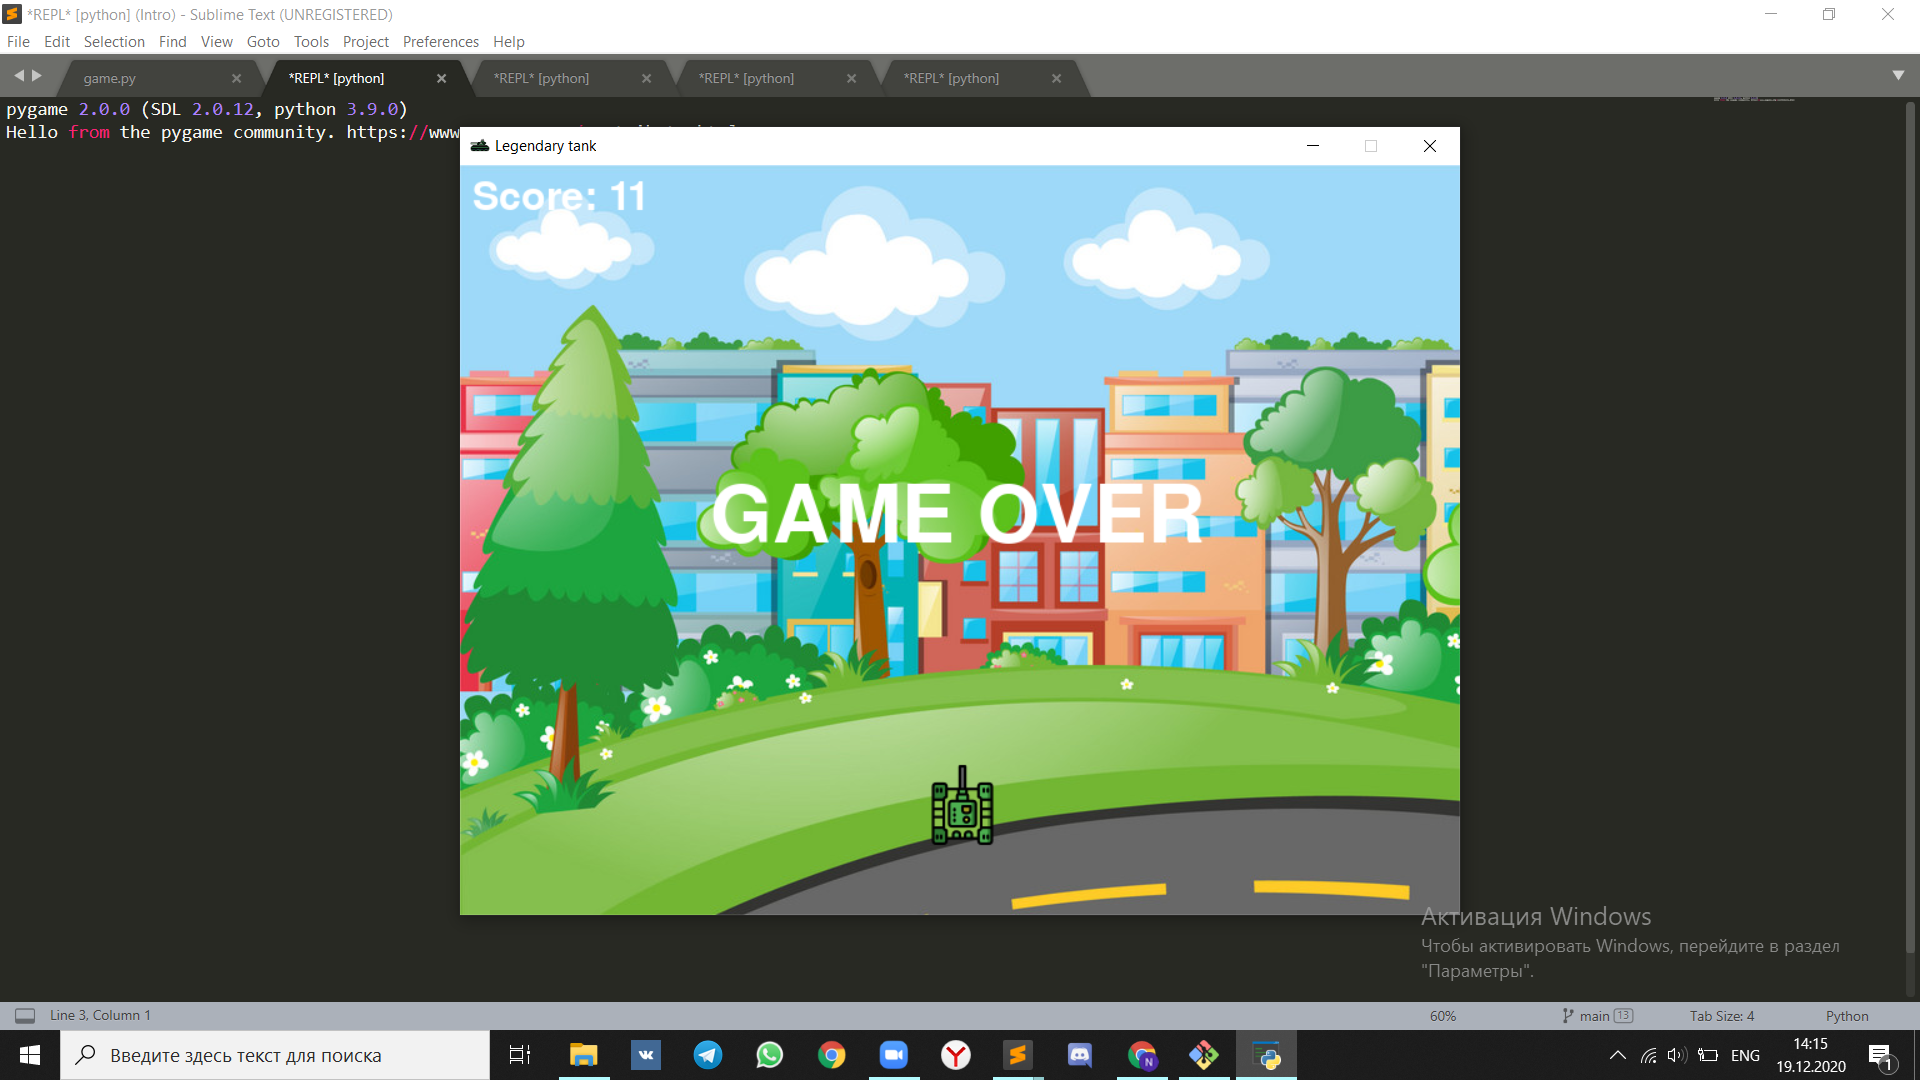 *REPL* [python] (Intro) - Sublime Text (UNREGISTERED)
File Edit Selection Find View Goto Tools Project Preferences Help
game.py *REPL* [python] *REPL* [python] *REPL* [python] *REPL* [python]
pygame 2.0.0 (SDL 2.0.12, python 3.9.0)
Hello from the pygame community. https://www
Legendary tank
Score: 11
GAME OVER
Активация Windows
Чтобы активировать Windows, перейдите в раздел
"Параметры".
Line 3, Column 1 60% main 13 Tab Size: 4 Python
Введите здесь текст для поиска
ENG
14:15
19.12.2020
1